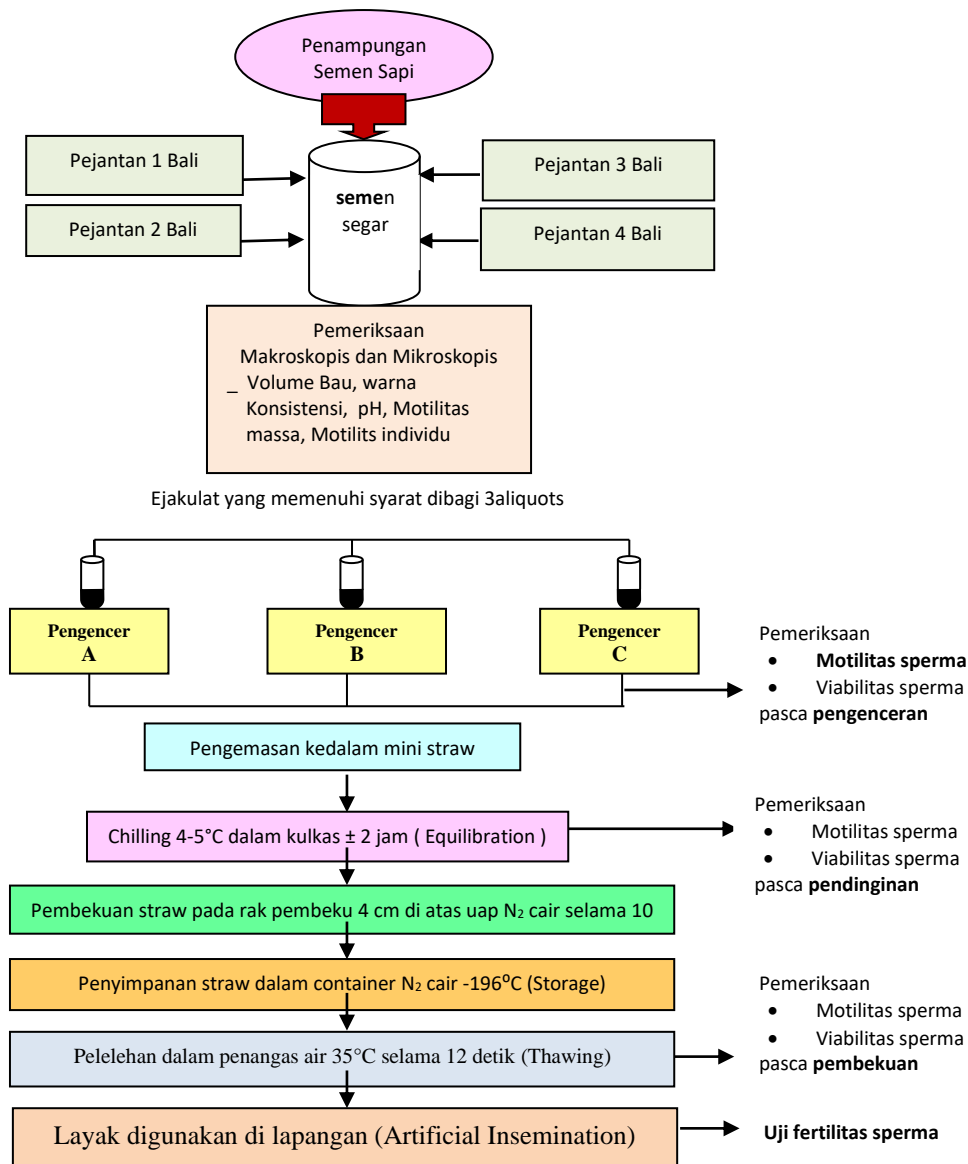 Penampungan
Semen Sapi
Pejantan 1 Bali
Pejantan 2 Bali
semen
segar
Pejantan 3 Bali
Pejantan 4 Bali
Pemeriksaan
Makroskopis dan Mikroskopis
_ Volume Bau, warna
Konsistensi, pH, Motilitas
massa, Motilits individu
Ejakulat yang memenuhi syarat dibagi 3aliquots
Pengencer
A
Pengencer
B
Pengencer
C
Pemeriksaan
• Motilitas sperma
• Viabilitas sperma
pasca pengenceran
Pengemasan kedalam mini straw
Chilling 4-5°C dalam kulkas ± 2 jam ( Equilibration )
Pemeriksaan
• Motilitas sperma
• Viabilitas sperma
pasca pendinginan
Pembekuan straw pada rak pembeku 4 cm di atas uap N₂ cair selama 10
Penyimpanan straw dalam container N₂ cair -196⁰C (Storage)
Pelelehan dalam penangas air 35°C selama 12 detik (Thawing)
Pemeriksaan
• Motilitas sperma
• Viabilitas sperma
pasca pembekuan
Layak digunakan di lapangan (Artificial Insemination)
Uji fertilitas sperma